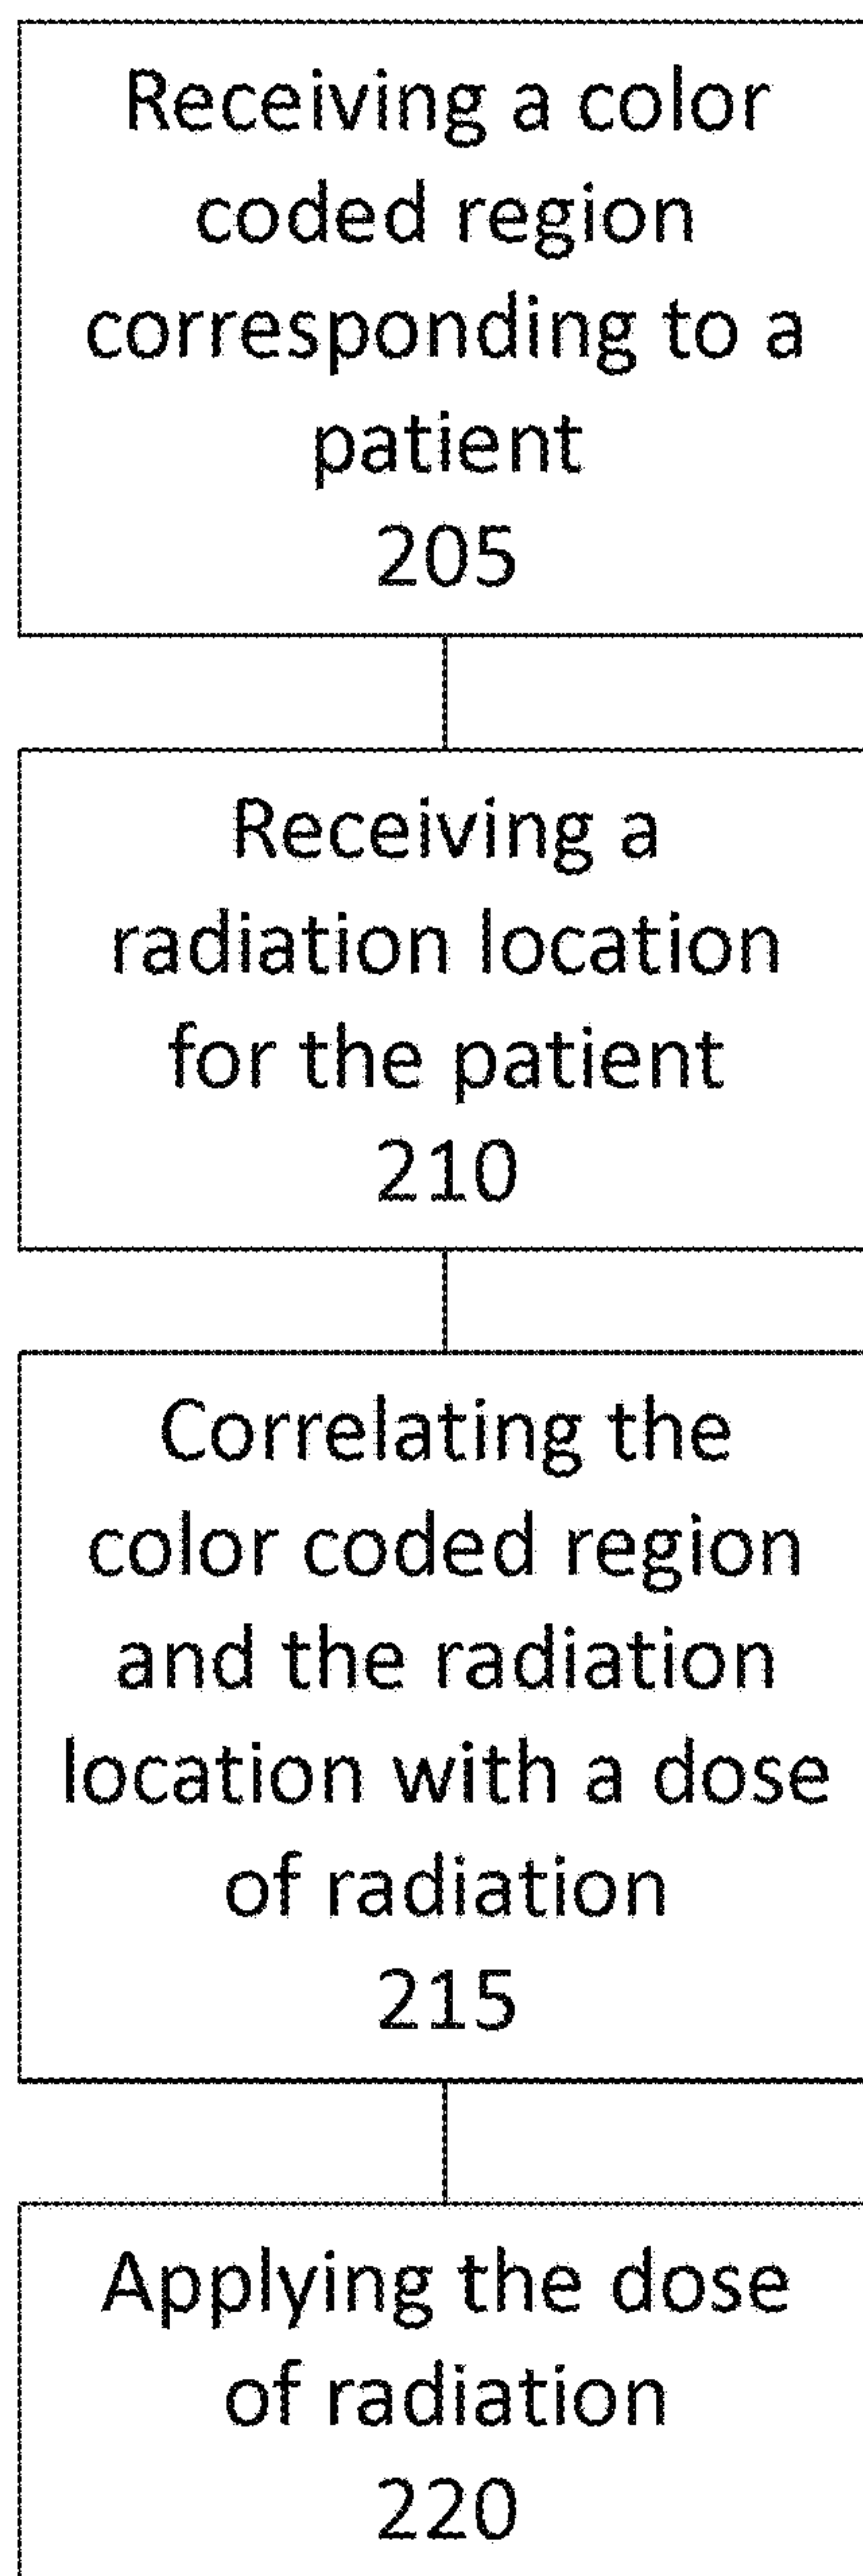 Receiving a color
coded region
corresponding to a
patient
205
Receiving a
radiation location
for the patient
210
Correlating the
color coded region
and the radiation
location with a dose
of radiation
215
Applying the dose
of radiation
220